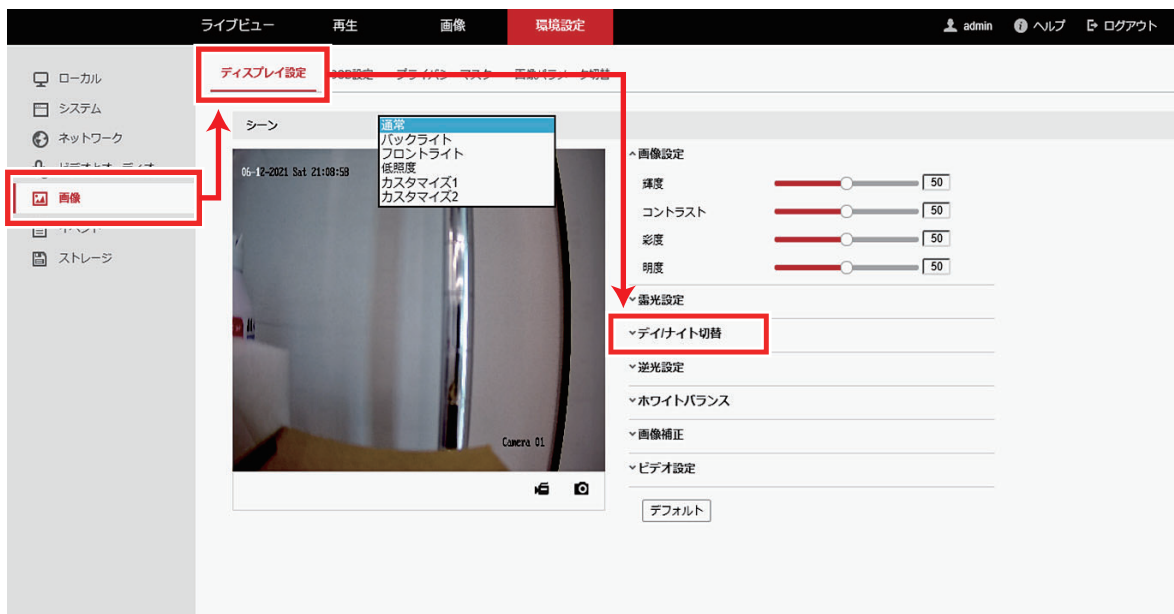 ライブビュー 再生 画像 環境設定 admin ヘルプ ログアウト
ディスプレイ設定
ローカル
システム
ネットワーク
画像
ストレージ
シーン
通常
バックライト
フロントライト
低照度
カスタマイズ1
カスタマイズ2
06-12-2021 Sat 21:08:59
Camera 01
画像設定
輝度 50
コントラスト 50
彩度 50
明度 50
露光設定
デイ/ナイト切替
逆光設定
ホワイトバランス
画像補正
ビデオ設定
デフォルト